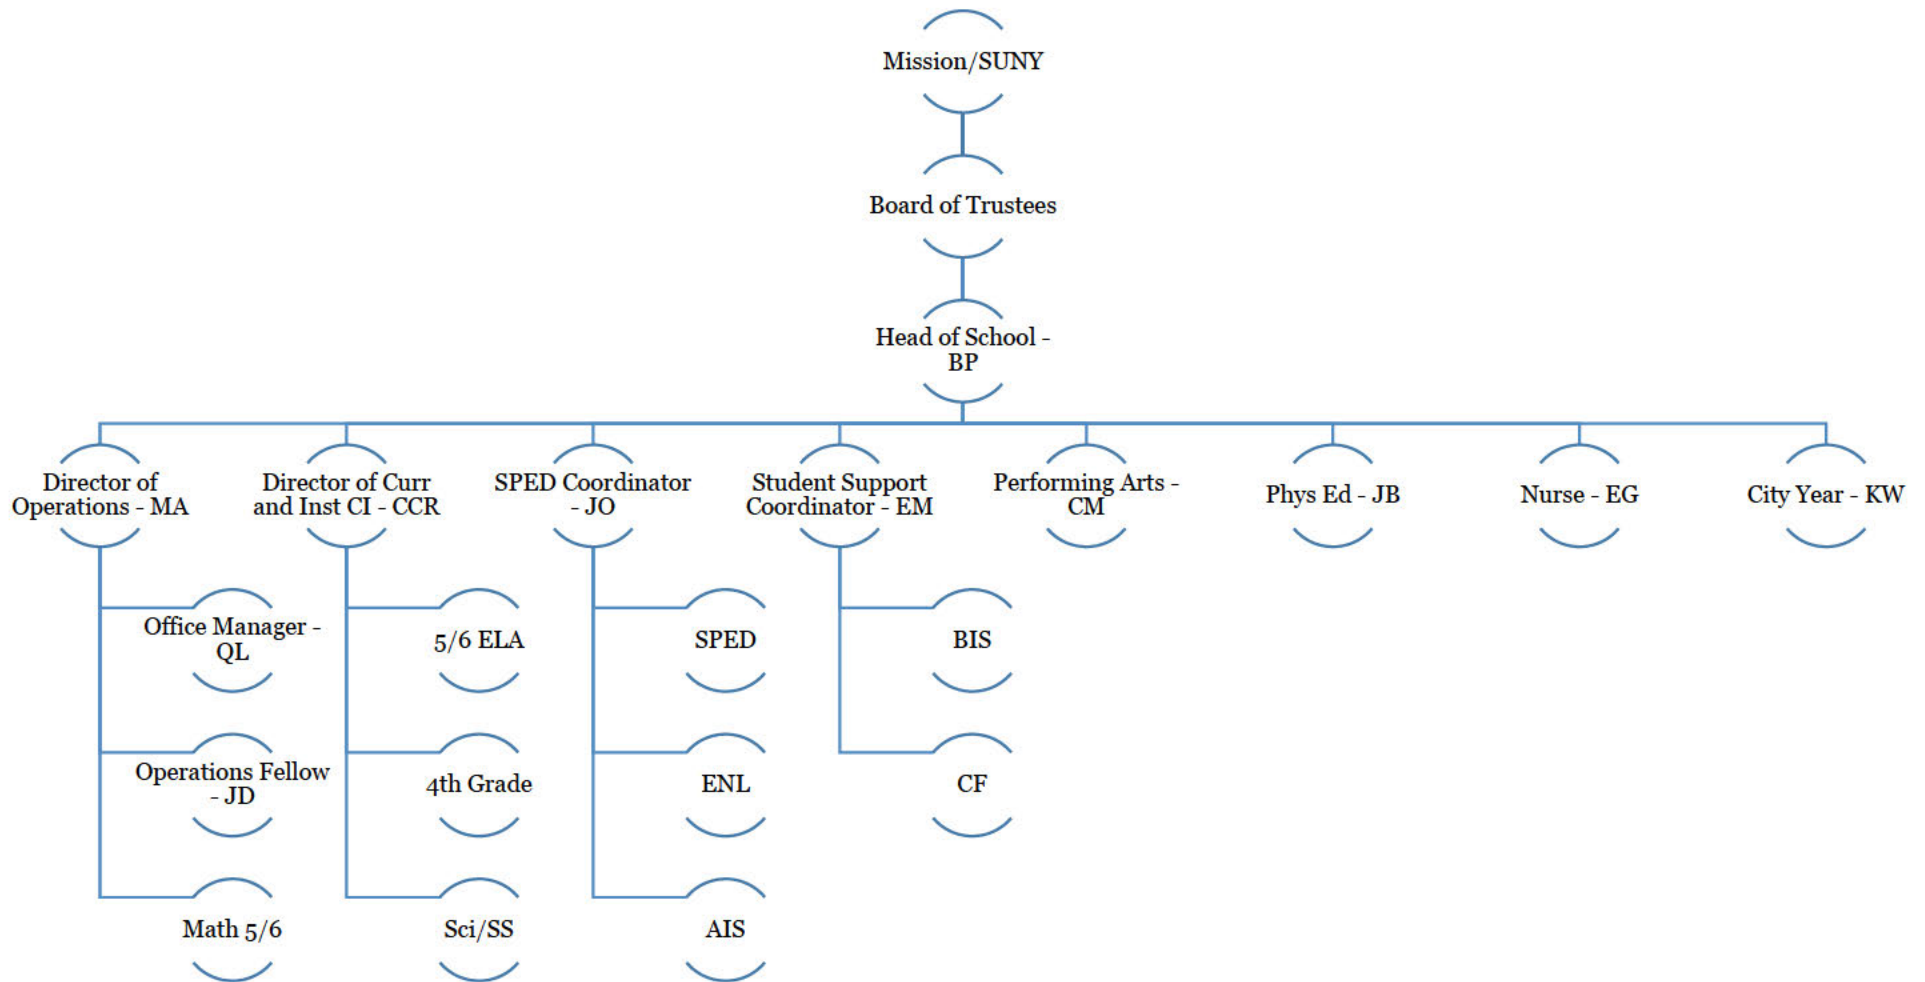 Mission/SUNY
Board of Trustees
Head of School -
BP
Director of
Operations - MA
Director of Curr
and Inst CI - CCR
SPED Coordinator
- JO
Student Support
Coordinator - EM
Performing Arts -
CM
Phys Ed - JB
Nurse - EG
City Year - KW
Office Manager -
QL
5/6 ELA
SPED
BIS
Operations Fellow
- JD
4th Grade
ENL
CF
Math 5/6
Sci/SS
AIS